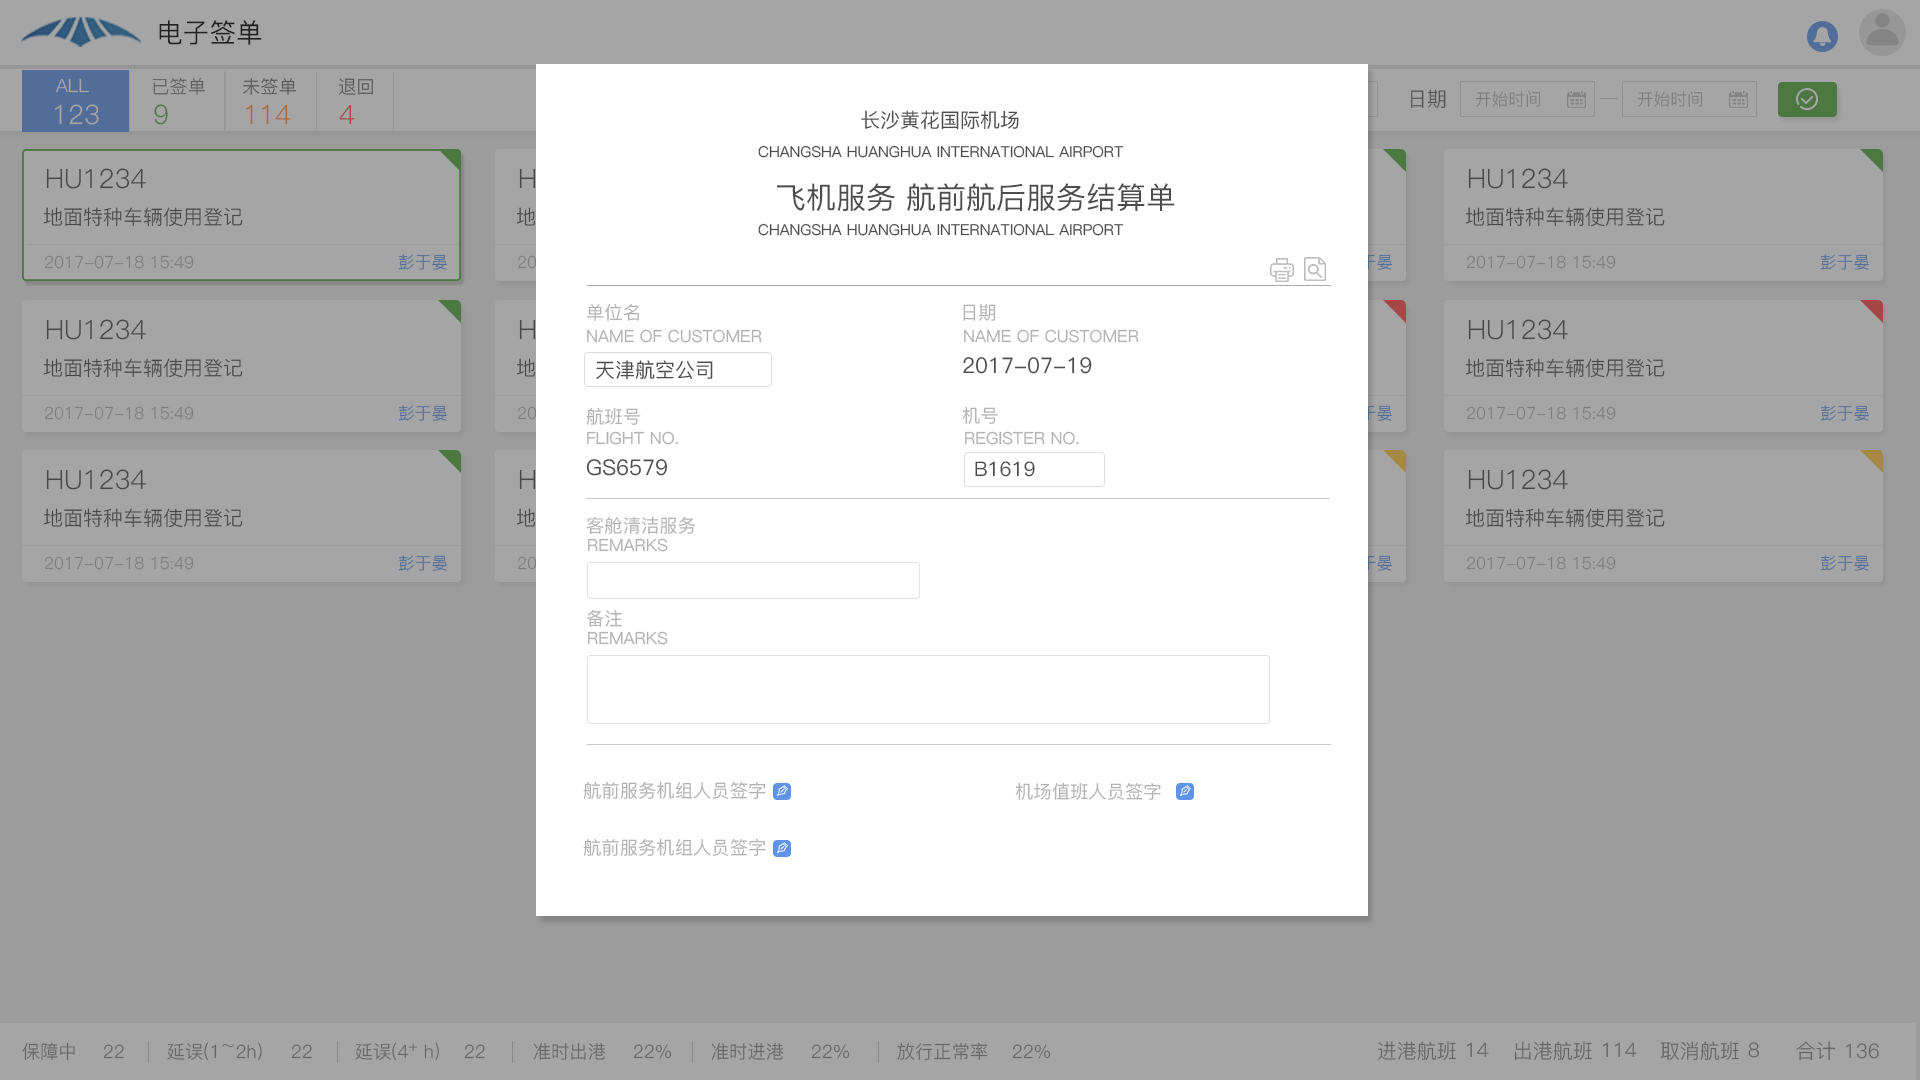 电子签单
ALL
123
已签单
9
未签单
114
退回
4
日期
开始时间
开始时间
HU1234
地面特种车辆使用登记
2017-07-18 15:49
彭于晏
HU1234
地面特种车辆使用登记
2017-07-18 15:49
彭于晏
HU1234
地面特种车辆使用登记
2017-07-18 15:49
彭于晏
H
地
20
H
地
20
H
地
20
长沙黄花国际机场
CHANGSHA HUANGHUA INTERNATIONAL AIRPORT
飞机服务 航前航后服务结算单
CHANGSHA HUANGHUA INTERNATIONAL AIRPORT
单位名
NAME OF CUSTOMER
天津航空公司
日期
NAME OF CUSTOMER
2017-07-19
航班号
FLIGHT NO.
GS6579
机号
REGISTER NO.
B1619
客舱清洁服务
REMARKS
备注
REMARKS
航前服务机组人员签字
机场值班人员签字
航前服务机组人员签字
于晏
于晏
于晏
HU1234
地面特种车辆使用登记
2017-07-18 15:49
彭于晏
HU1234
地面特种车辆使用登记
2017-07-18 15:49
彭于晏
HU1234
地面特种车辆使用登记
2017-07-18 15:49
彭于晏
保障中 22
延误(1~2h) 22
延误(4+ h) 22
准时出港 22%
准时进港 22%
放行正常率 22%
进港航班 14
出港航班 114
取消航班 8
合计 136